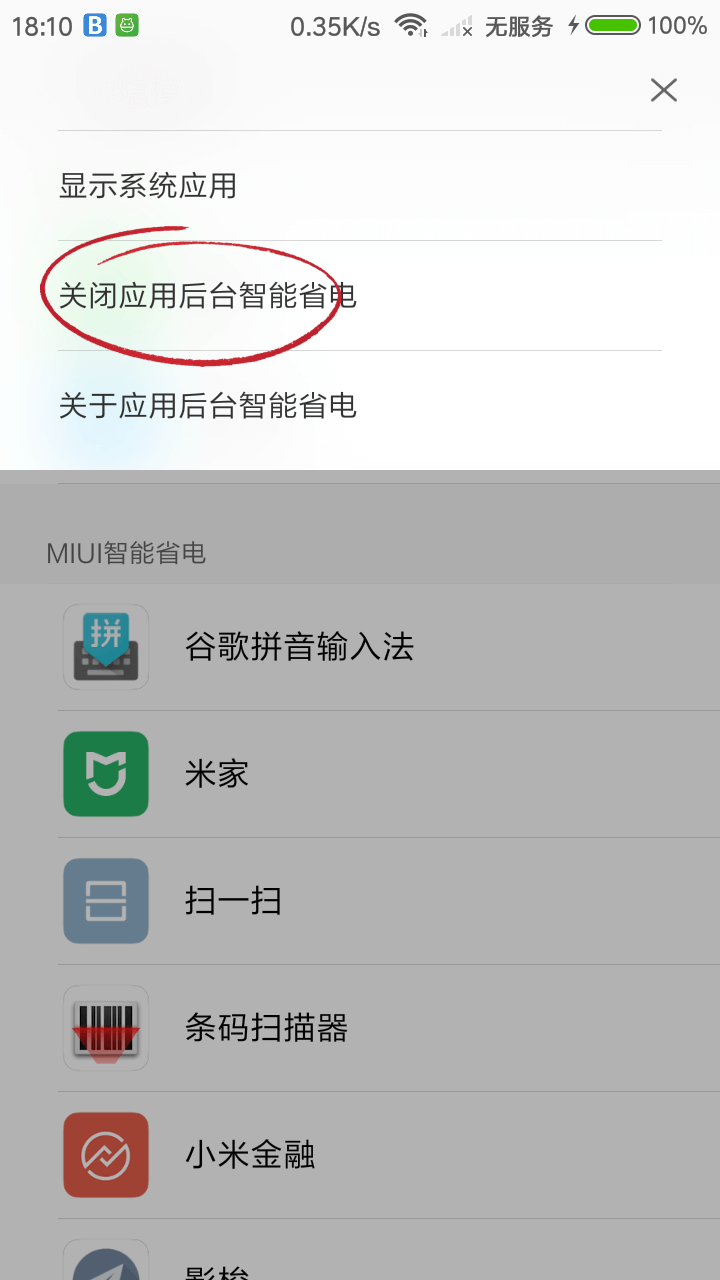 18:10 B 0.35K/s 无服务 100%
显示系统应用
关闭应用后台智能省电
关于应用后台智能省电
MIUI智能省电
拼
谷歌拼音输入法
米家
扫一扫
条码扫描器
小米金融
影梭